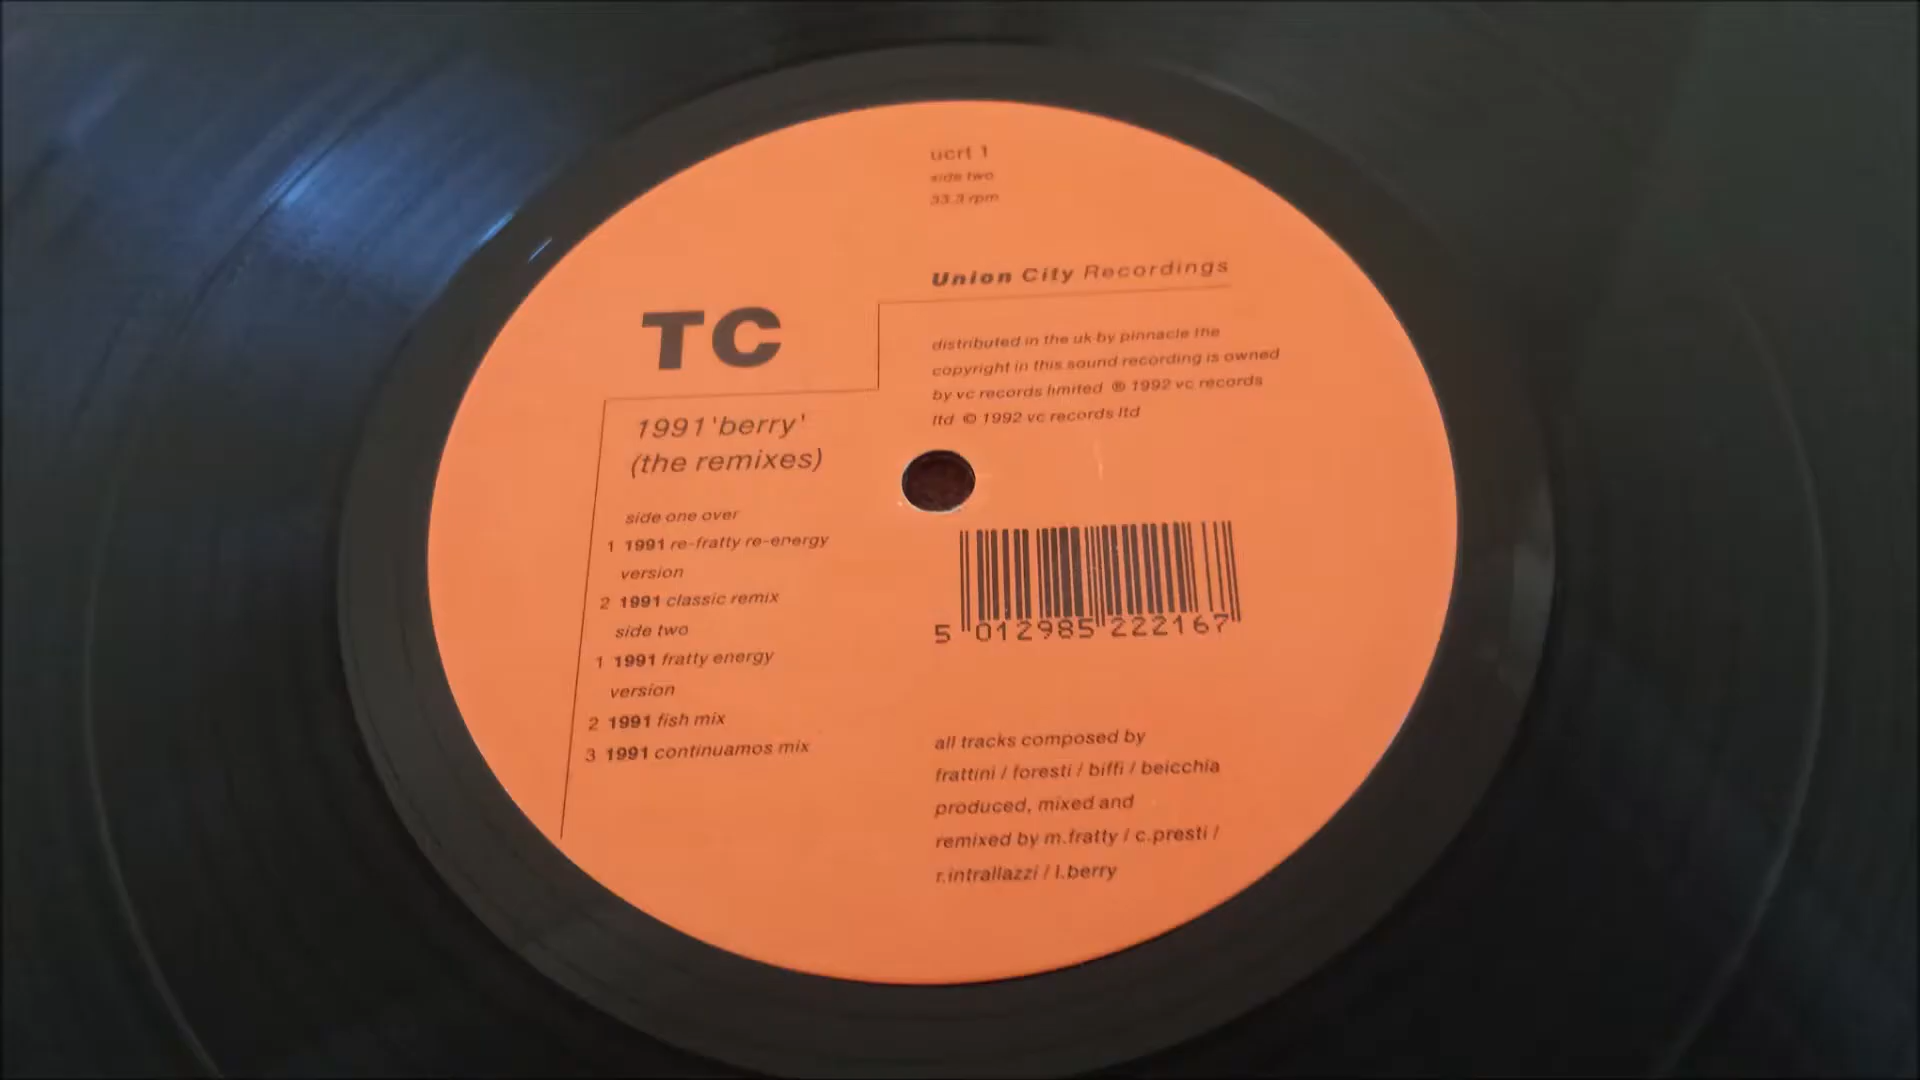 ucrt 1
side two
33.3 rpm
Union City Recordings
distributed in the uk by pinnacle the
copyright in this sound recording is owned
by vc records limited ℗ 1992 vc records
ltd © 1992 vc records ltd
TC
1991 'berry'
(the remixes)
side one over
1 1991 re-fratty re-energy
version
2 1991 classic remix
side two
1 1991 fratty energy
version
2 1991 fish mix
3 1991 continuamos mix
5 012985 222167
all tracks composed by
frattini / foresti / biffi / beicchia
produced, mixed and
remixed by m.fratty / c.presti /
r.intrallazzi / l.berry